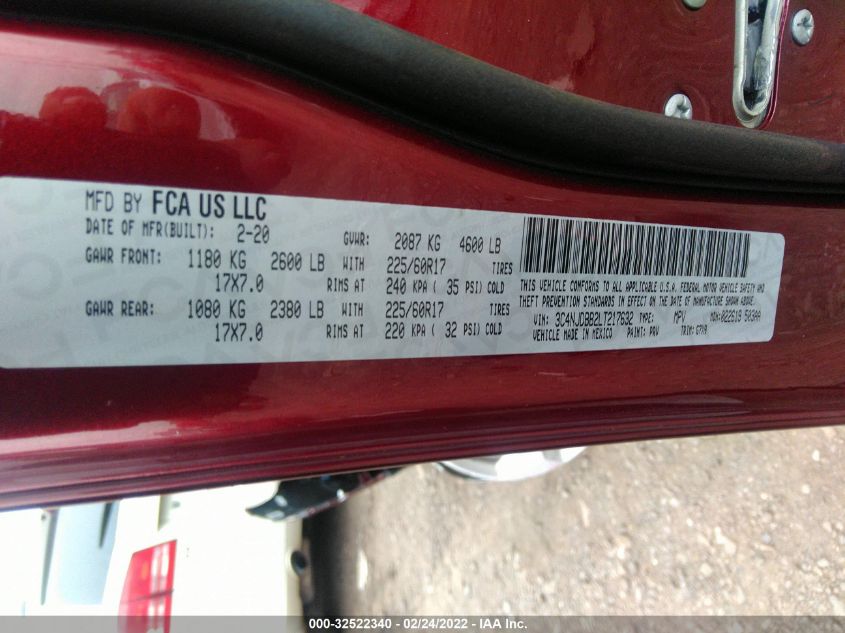 MFD BY FCA US LLC
DATE OF MFR(BUILT): 2-20 GVWR: 2087 KG 4600 LB
GAWR FRONT: 1180 KG 2600 LB WITH 225/60R17 TIRES
17X7.0 RIMS AT 240 KPA ( 35 PSI) COLD
GAWR REAR: 1080 KG 2380 LB WITH 225/60R17 TIRES
17X7.0 RIMS AT 220 KPA ( 32 PSI) COLD
THIS VEHICLE CONFORMS TO ALL APPLICABLE U.S.A. FEDERAL MOTOR VEHICLE SAFETY AND
THEFT PREVENTION STANDARDS IN EFFECT ON THE DATE OF MANUFACTURE SHOWN ABOVE.
VIN: 3C4NJDBB2LT217632 TYPE: MPV MDH: 022619 503AA
VEHICLE MADE IN MEXICO PAINT: PRV TRIM:
000-32522340 - 02/24/2022 - IAA Inc.